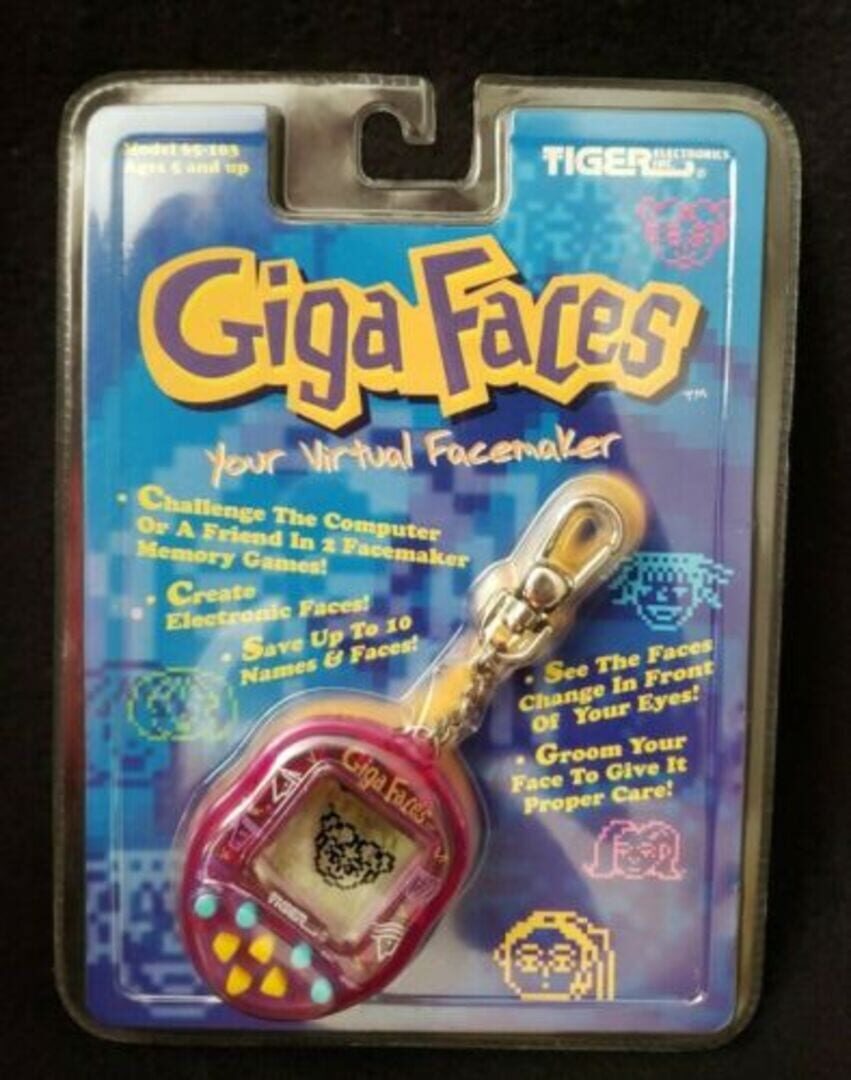 Model 65-103
Ages 5 and up
TIGER ELECTRONICS INC.®
Giga Faces™
Your Virtual Facemaker
• Challenge The Computer
Or A Friend In 2 Facemaker
Memory Games!
• Create
Electronic Faces!
• Save Up To 10
Names & Faces!
• See The Faces
Change In Front
Of Your Eyes!
• Groom Your
Face To Give It
Proper Care!
Giga Faces
TIGER